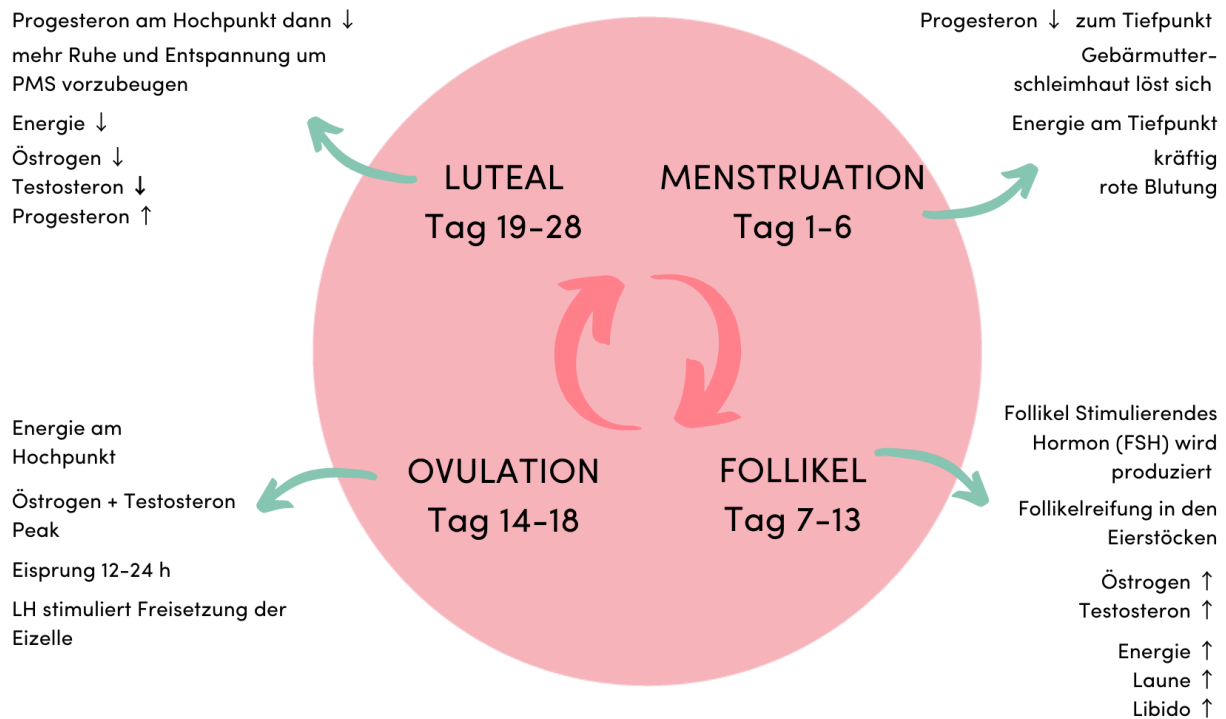 Progesteron am Hochpunkt dann ↓
mehr Ruhe und Entspannung um
PMS vorzubeugen
Energie ↓
Östrogen ↓
Testosteron ↓
Progesteron ↑
Progesteron ↓ zum Tiefpunkt
Gebärmutter-
schleimhaut löst sich
Energie am Tiefpunkt
kräftig
rote Blutung
LUTEAL
Tag 19-28
MENSTRUATION
Tag 1-6
OVULATION
Tag 14-18
FOLLIKEL
Tag 7-13
Energie am
Hochpunkt
Östrogen + Testosteron
Peak
Eisprung 12-24 h
LH stimuliert Freisetzung der
Eizelle
Follikel Stimulierendes
Hormon (FSH) wird
produziert
Follikelreifung in den
Eierstöcken
Östrogen ↑
Testosteron ↑
Energie ↑
Laune ↑
Libido ↑